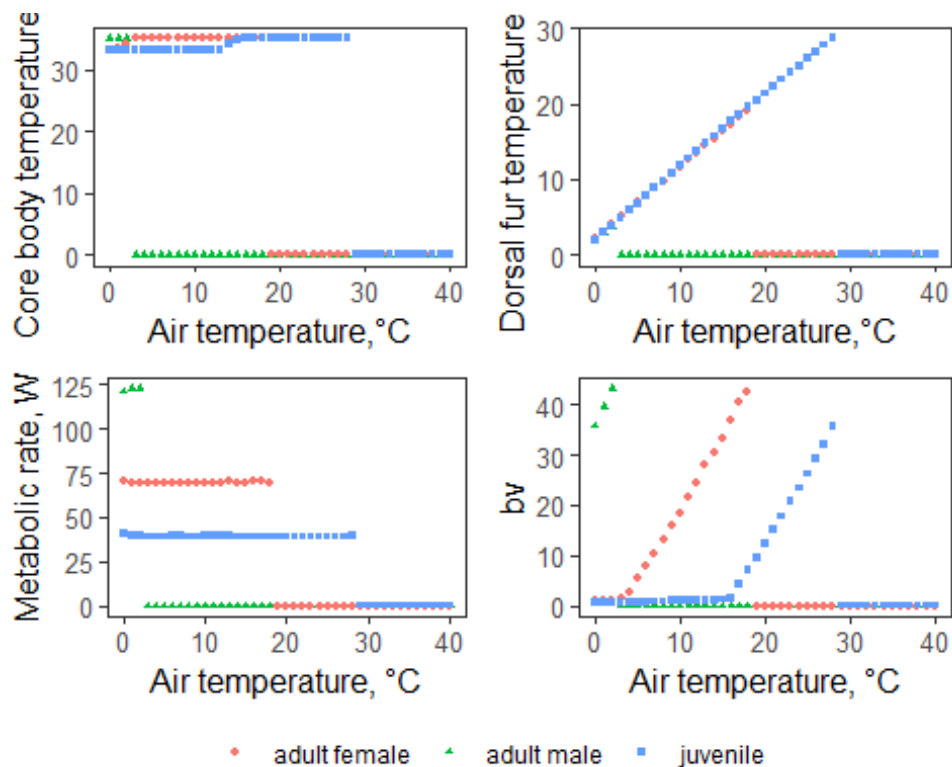 Core body temperature
30
20
10
0
0 10 20 30 40
Air temperature,°C
Dorsal fur temperature
30
20
10
0
0 10 20 30 40
Air temperature,°C
Metabolic rate, W
125
100
75
50
25
0
0 10 20 30 40
Air temperature, °C
bv
40
30
20
10
0
0 10 20 30 40
Air temperature, °C
adult female adult male juvenile